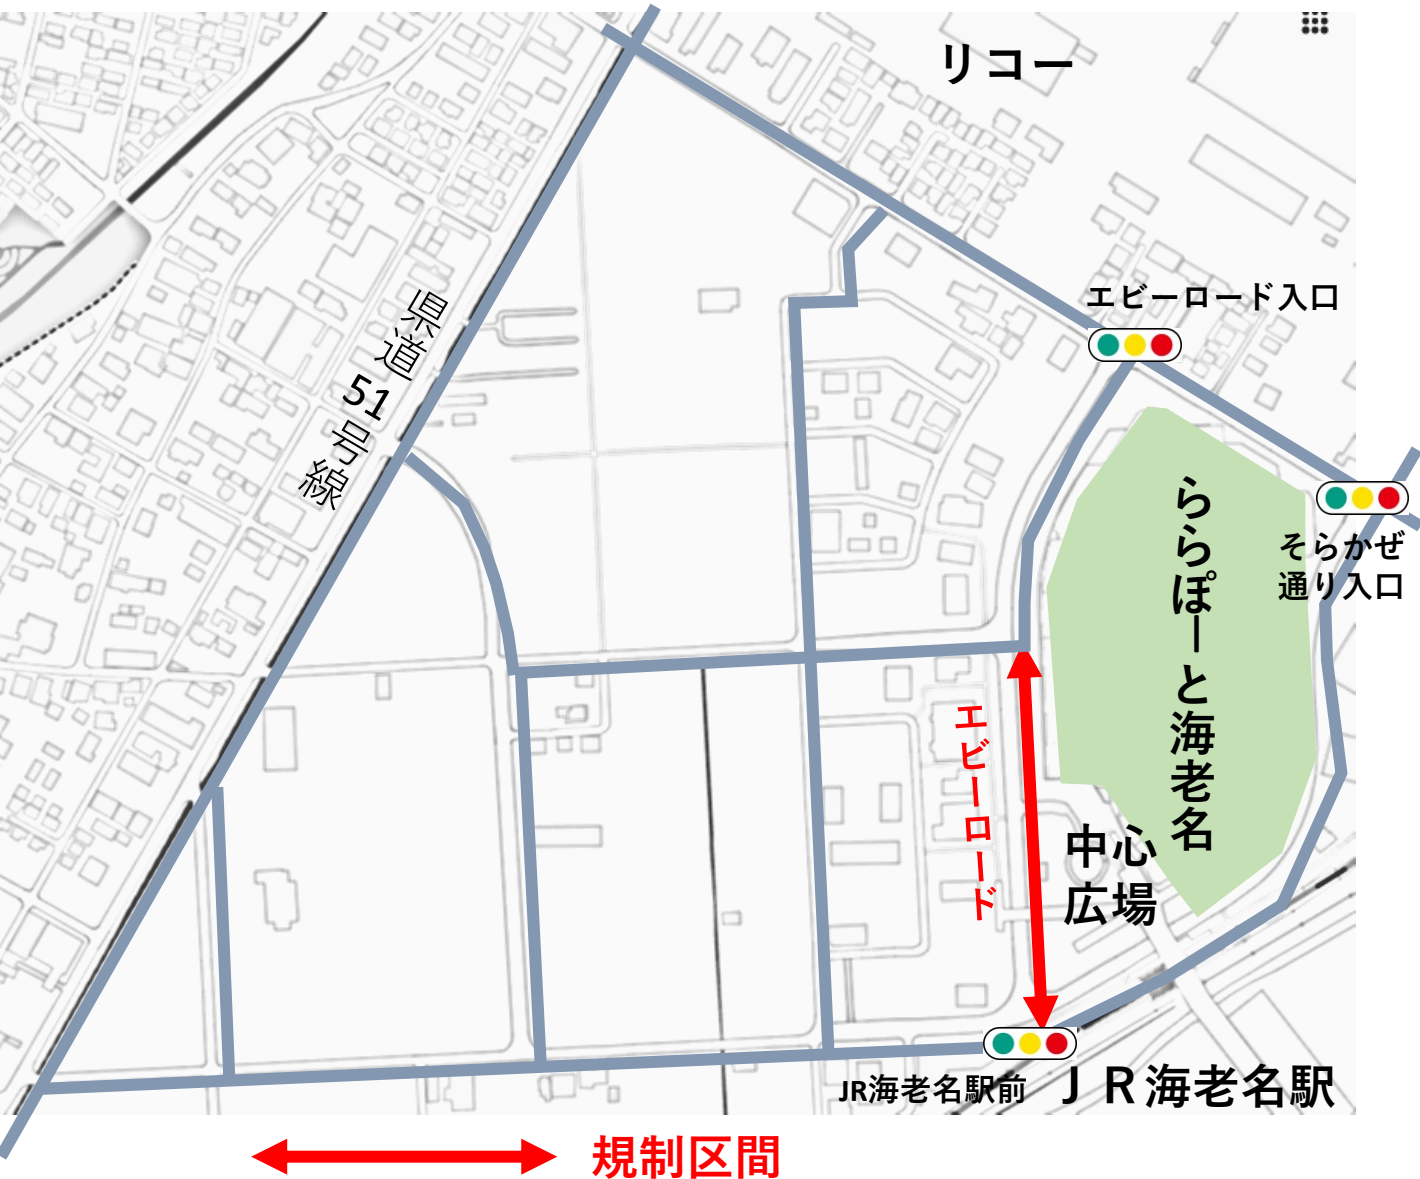 リコー
エビーロード入口
県道51号線
ららぽーと海老名
そらかぜ
通り入口
エビーロード
中心
広場
JR海老名駅前
ＪＲ海老名駅
規制区間